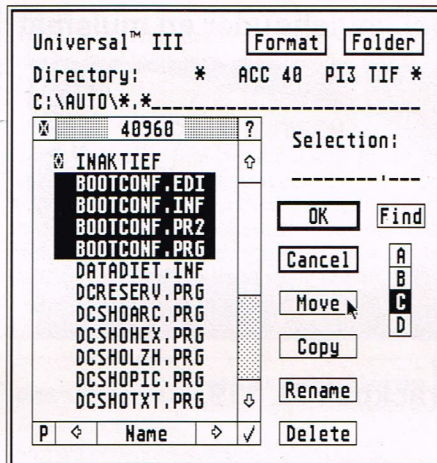 Universal™ III Format Folder
Directory: * ACC 40 PI3 TIF *
C:\AUTO\*.*
40960 ?
Selection:
INAKTIEF
BOOTCONF.EDI
BOOTCONF.INF
BOOTCONF.PR2
BOOTCONF.PRG
DATADIET.INF
DCRESERV.PRG
DCSHOARC.PRG
DCSHOHEX.PRG
DCSHOLZH.PRG
DCSHOPIC.PRG
DCSHOTXT.PRG
P Name
OK Find
Cancel
Move
Copy
Rename
Delete
A
B
C
D